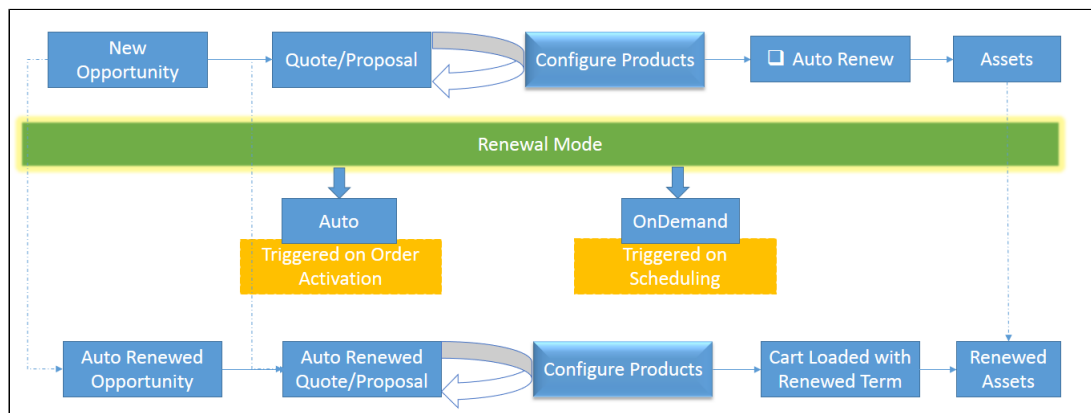 New
Opportunity
Quote/Proposal
Configure Products
❑ Auto Renew
Assets
Renewal Mode
Auto
Triggered on Order
Activation
OnDemand
Triggered on
Scheduling
Auto Renewed
Opportunity
Auto Renewed
Quote/Proposal
Configure Products
Cart Loaded with
Renewed Term
Renewed
Assets